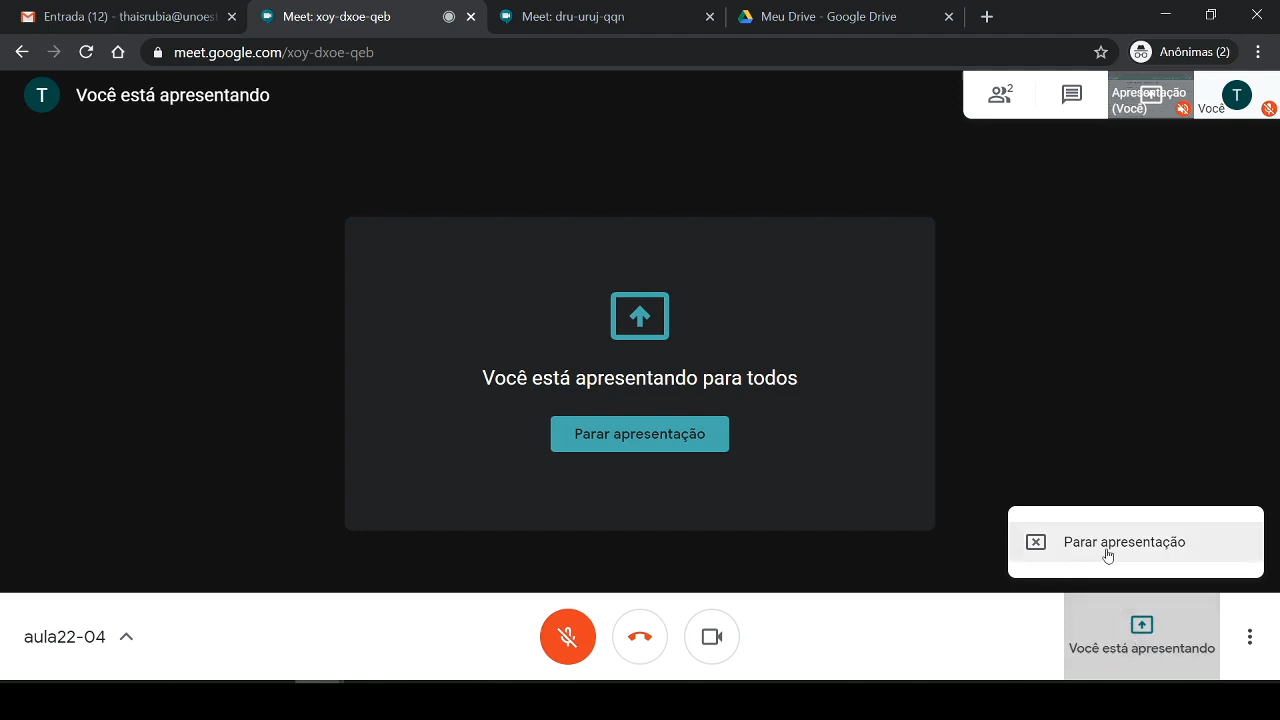 Entrada (12) - thaisrubia@unoest
Meet: xoy-dxoe-qeb
Meet: dru-uruj-qqn
Meu Drive - Google Drive
meet.google.com/xoy-dxoe-qeb
Anônimas (2)
T
Você está apresentando
2
Apresentação
(Você)
Você
T
Você está apresentando para todos
Parar apresentação
Parar apresentação
aula22-04
Você está apresentando